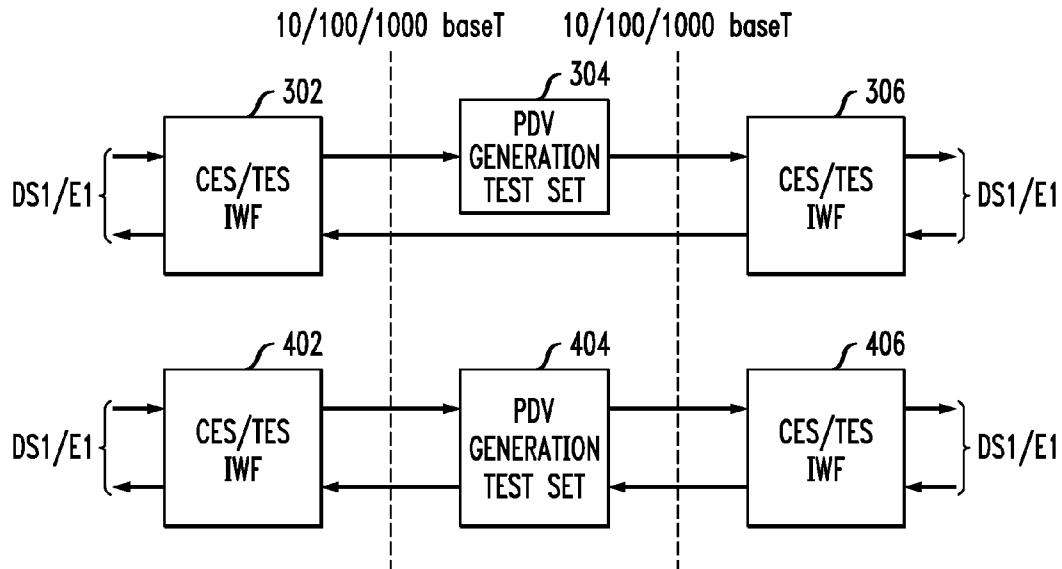 10/100/1000 baseT
10/100/1000 baseT
302
304
306
DS1/E1
CES/TES
IWF
PDV
GENERATION
TEST SET
CES/TES
IWF
DS1/E1
402
404
406
DS1/E1
CES/TES
IWF
PDV
GENERATION
TEST SET
CES/TES
IWF
DS1/E1